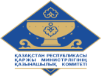 ҚАЗАҚСТАН РЕСПУБЛИКАСЫ
ҚАРЖЫ МИНИСТРЛІГІНІҢ
ҚАЗЫНАШЫЛЫҚ КОМИТЕТІ